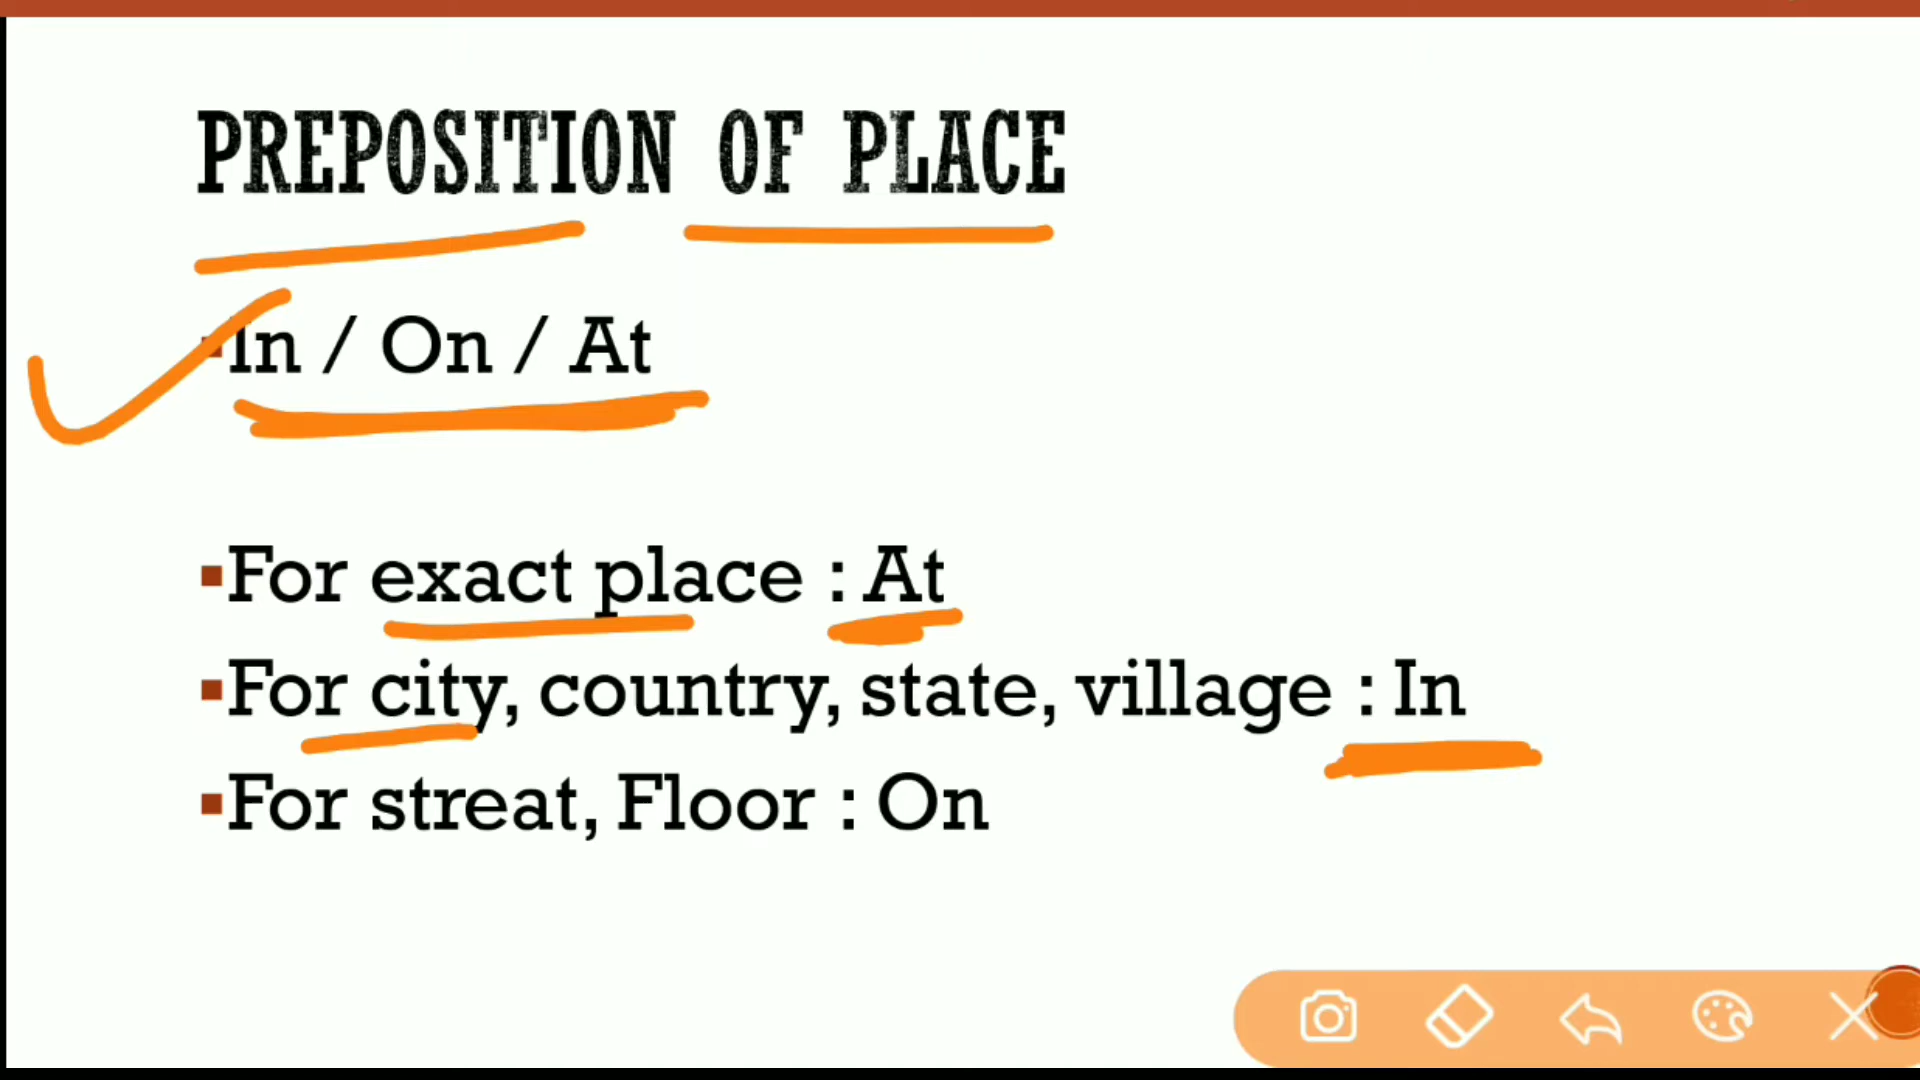 PREPOSITION OF PLACE
In / On / At
For exact place : At
For city, country, state, village : In
For streat, Floor : On